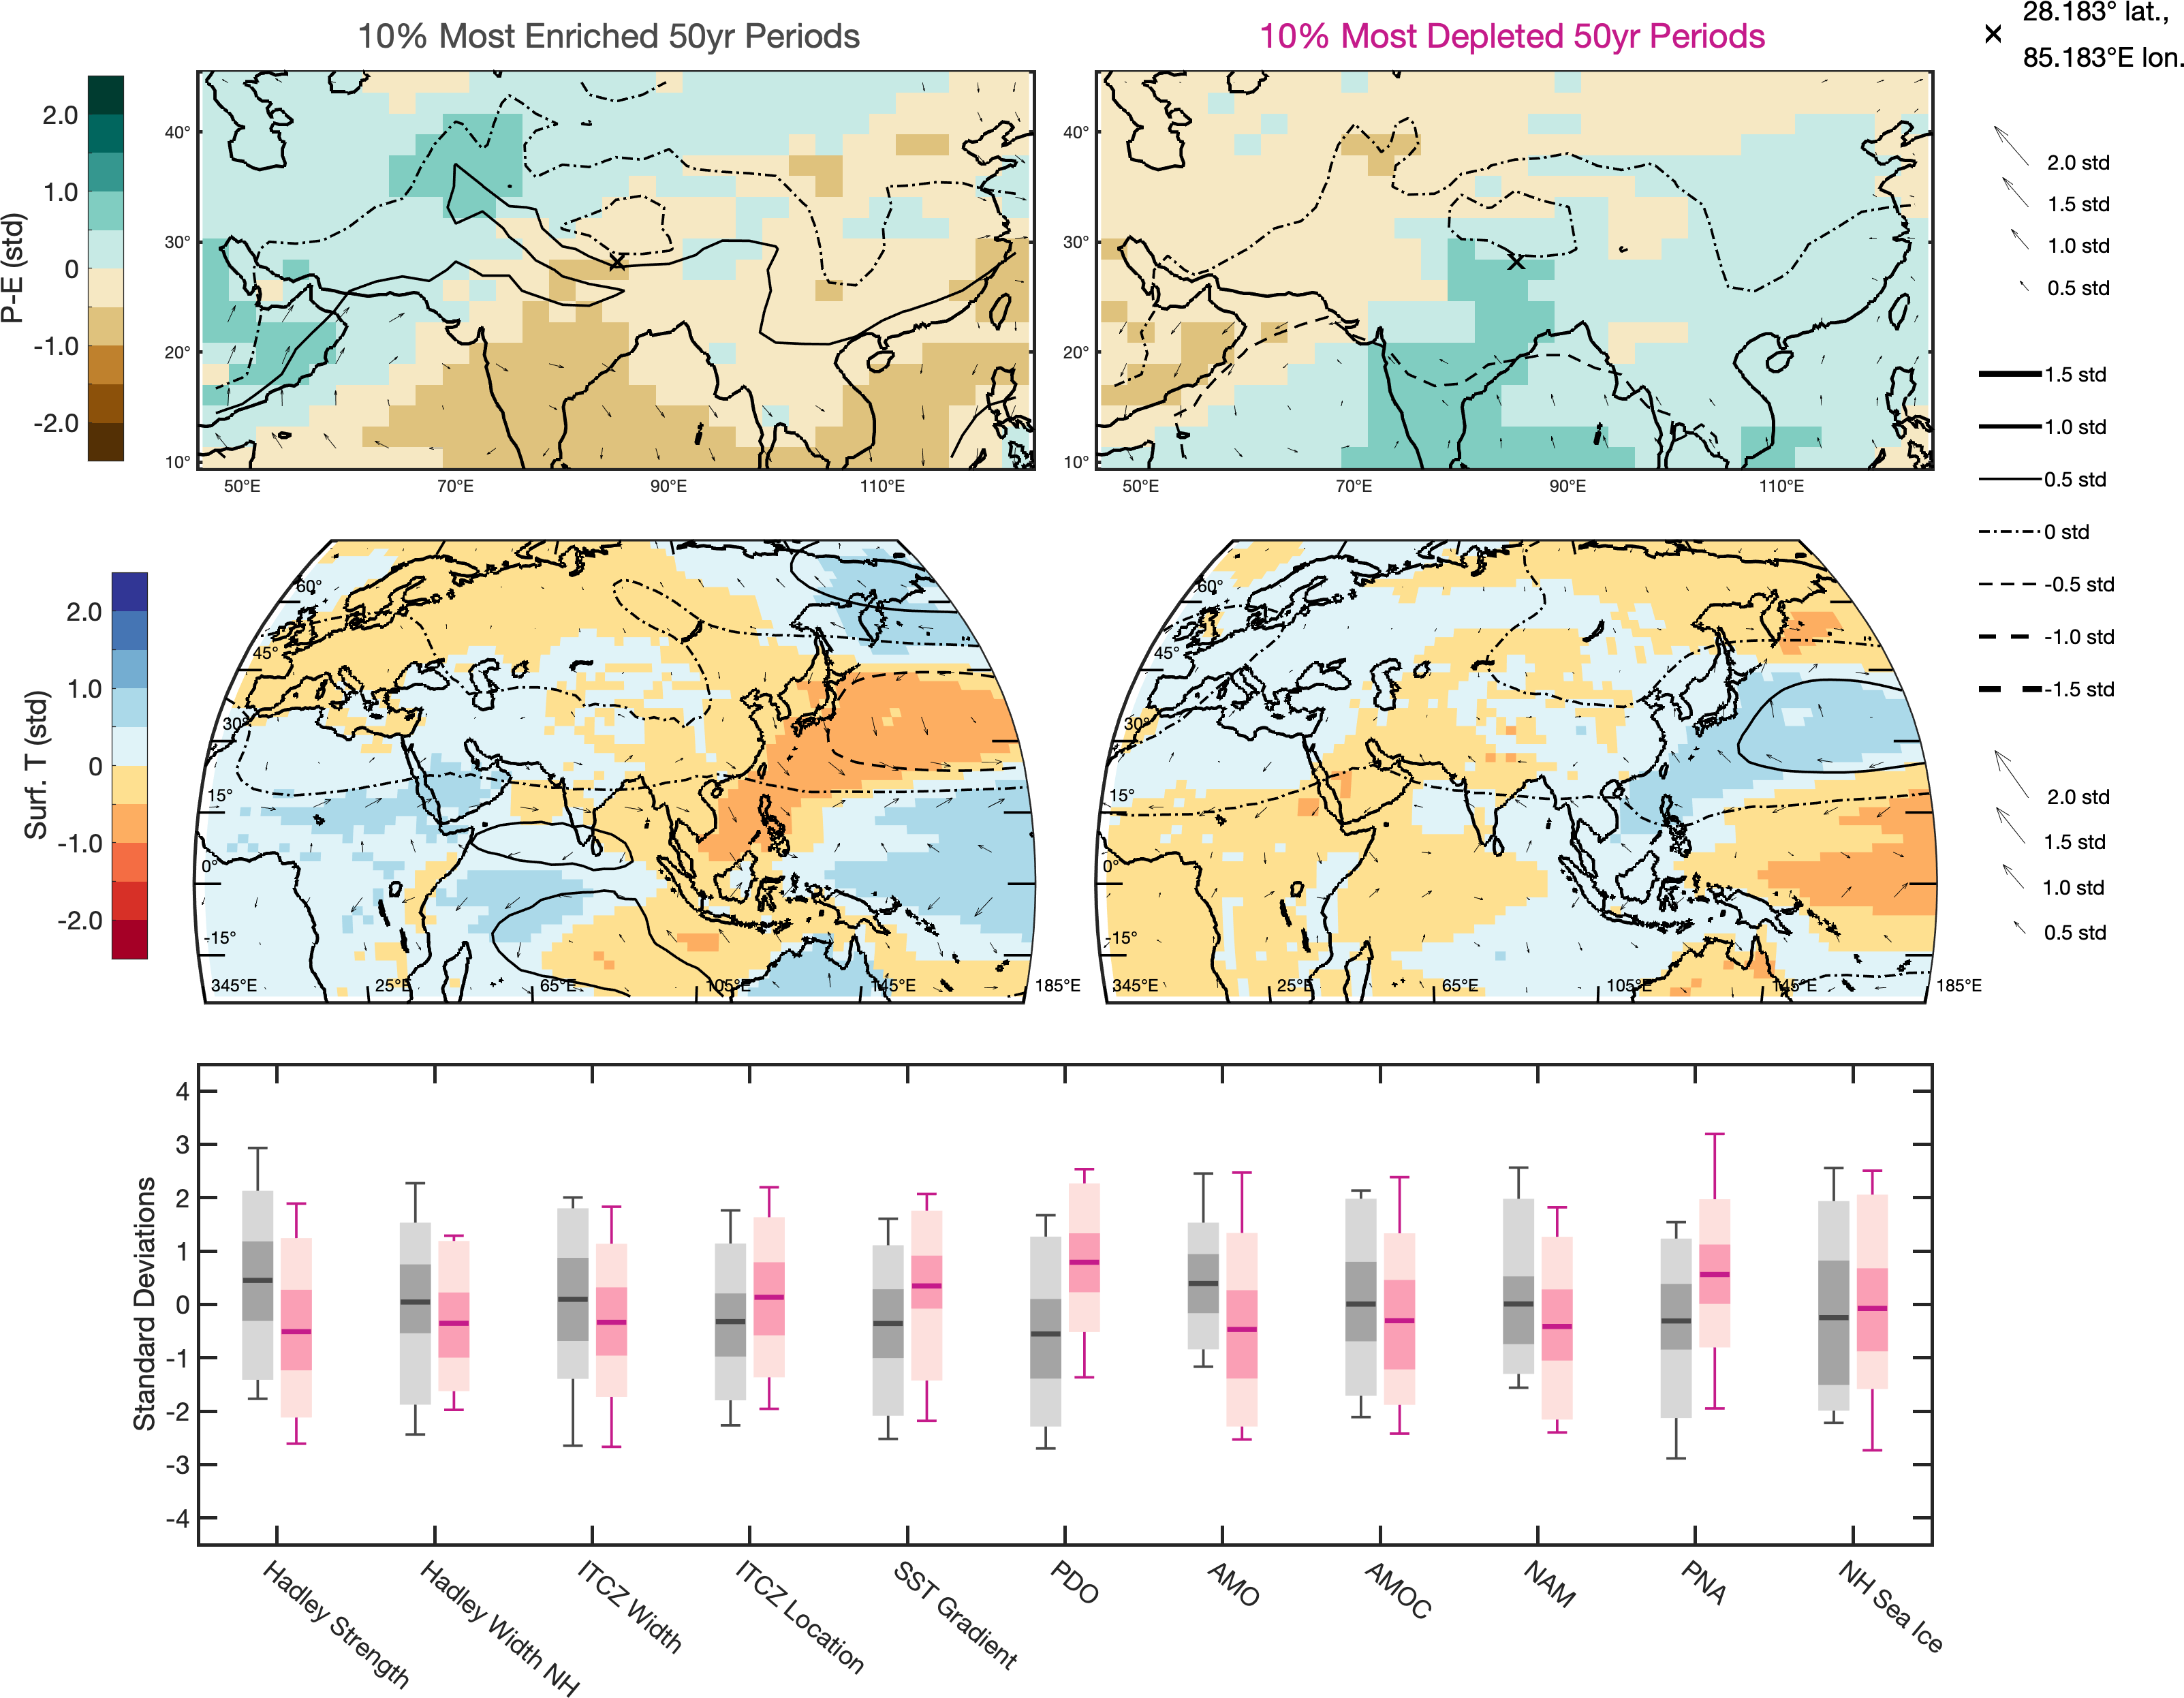 10% Most Enriched 50yr Periods
10% Most Depleted 50yr Periods
28.183° lat.,
85.183°E lon.
P-E (std)
2.0
1.0
0
-1.0
-2.0
40°
30°
20°
10°
50°E
70°E
90°E
110°E
40°
30°
20°
10°
50°E
70°E
90°E
110°E
2.0 std
1.5 std
1.0 std
0.5 std
1.5 std
1.0 std
0.5 std
0 std
-0.5 std
-1.0 std
-1.5 std
Surf. T (std)
2.0
1.0
0
-1.0
-2.0
60°
45°
30°
15°
0°
-15°
345°E
25°E
65°E
105°E
145°E
185°E
60°
45°
30°
15°
0°
-15°
345°E
25°E
65°E
105°E
145°E
185°E
2.0 std
1.5 std
1.0 std
0.5 std
Standard Deviations
4
3
2
1
0
-1
-2
-3
-4
Hadley Strength
Hadley Width NH
ITCZ Width
ITCZ Location
SST Gradient
PDO
AMO
AMOC
NAM
PNA
NH Sea Ice